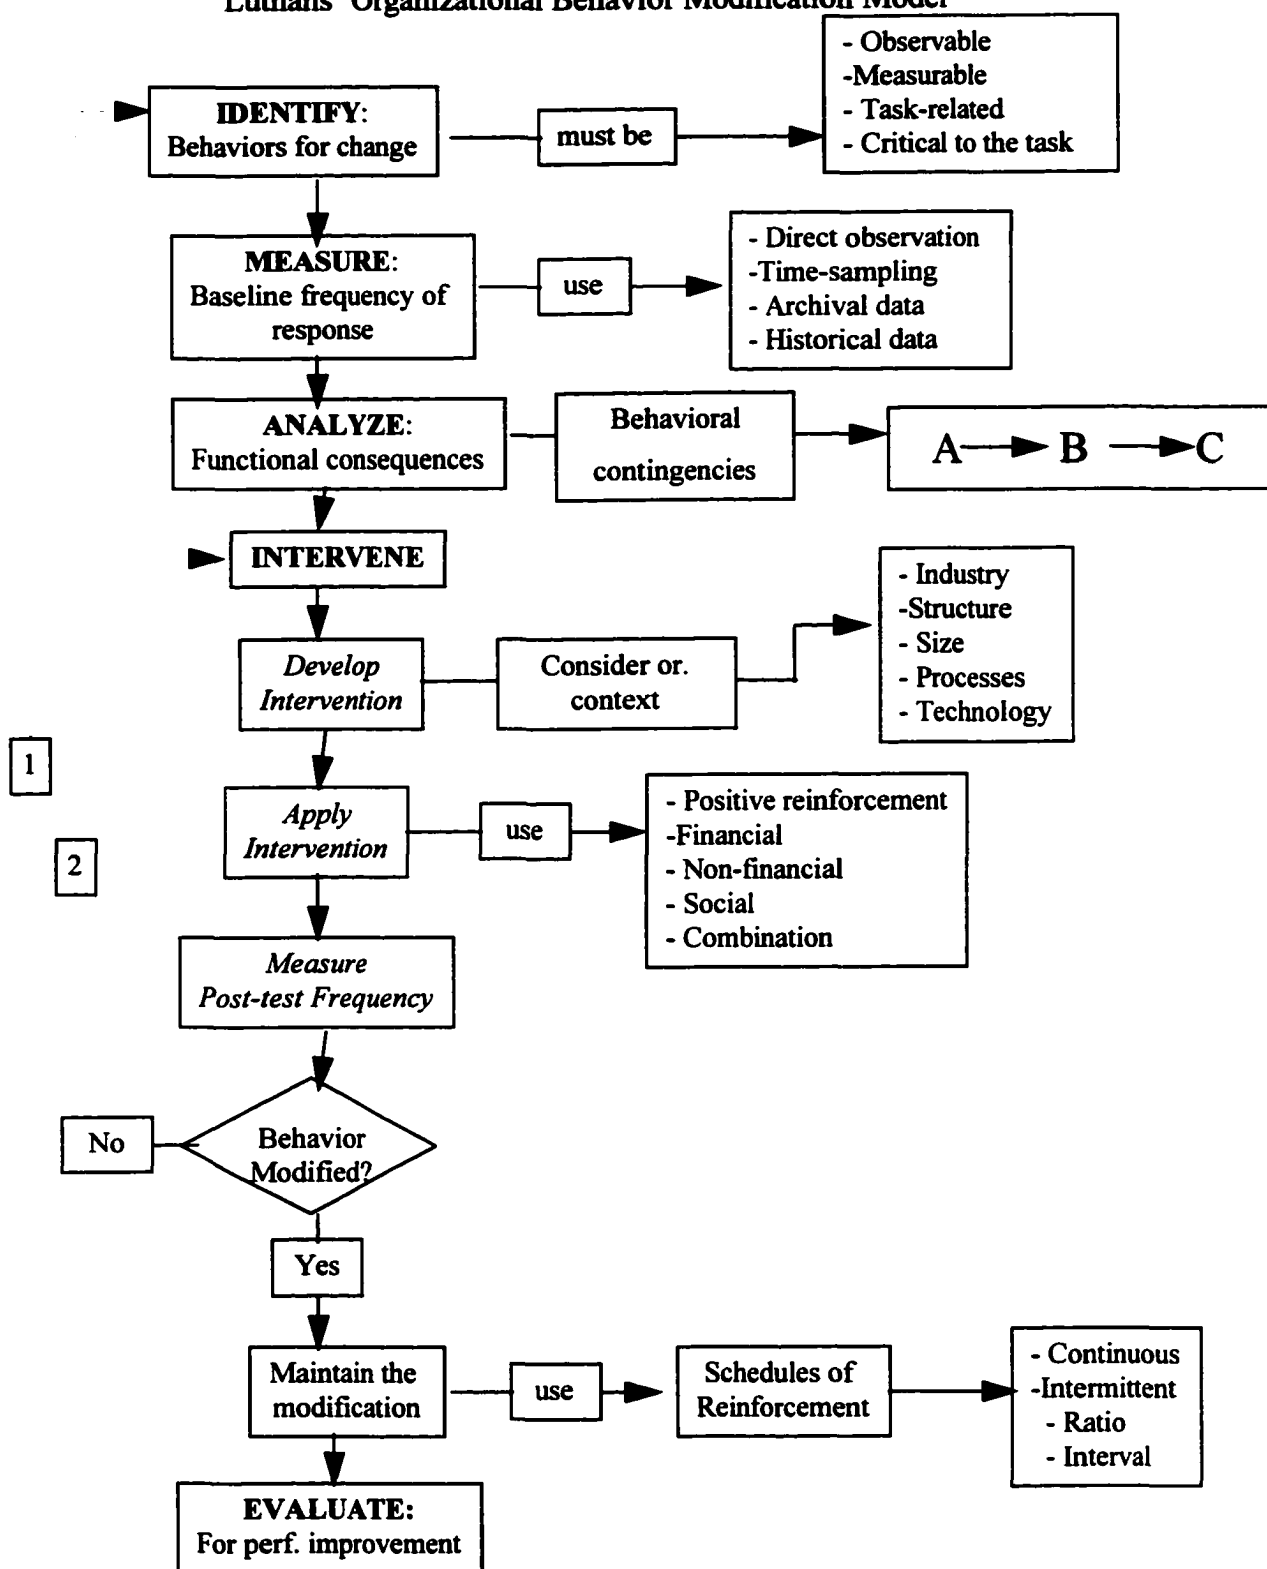 Luthans' Organizational Behavior Modification Model
- Observable
-Measurable
- Task-related
- Critical to the task
IDENTIFY:
Behaviors for change
must be
MEASURE:
Baseline frequency of
response
use
- Direct observation
-Time-sampling
- Archival data
- Historical data
ANALYZE:
Functional consequences
Behavioral
contingencies
A B C
INTERVENE
Develop
Intervention
Consider or.
context
- Industry
-Structure
- Size
- Processes
- Technology
1
Apply
Intervention
use
- Positive reinforcement
-Financial
- Non-financial
- Social
- Combination
2
Measure
Post-test Frequency
No
Behavior
Modified?
Yes
Maintain the
modification
use
Schedules of
Reinforcement
- Continuous
-Intermittent
- Ratio
- Interval
EVALUATE:
For perf. improvement